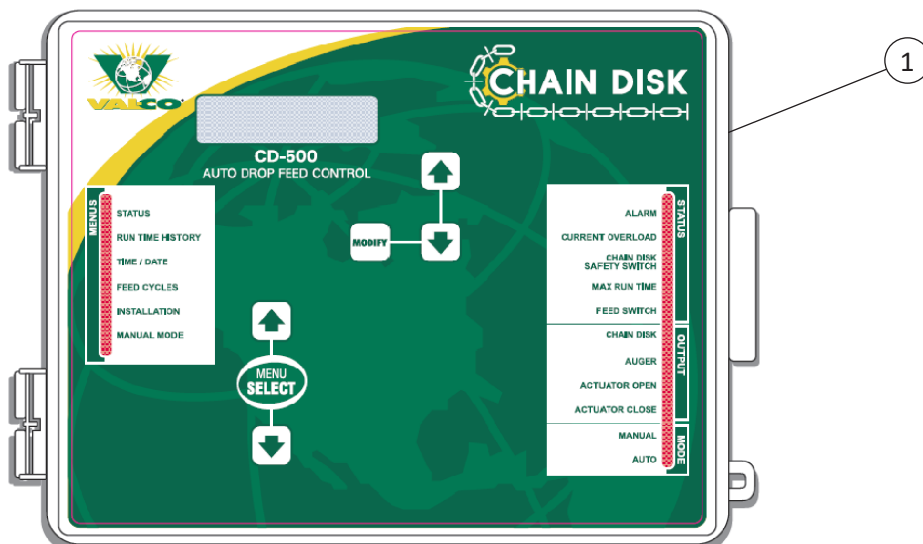 VALCO
CHAIN DISK
1
CD-500
AUTO DROP FEED CONTROL
MENUS
STATUS
RUN TIME HISTORY
TIME / DATE
FEED CYCLES
INSTALLATION
MANUAL MODE
MODIFY
MENU
SELECT
STATUS
ALARM
CURRENT OVERLOAD
CHAIN DISK
SAFETY SWITCH
MAX RUN TIME
FEED SWITCH
OUTPUT
CHAIN DISK
AUGER
ACTUATOR OPEN
ACTUATOR CLOSE
MODE
MANUAL
AUTO